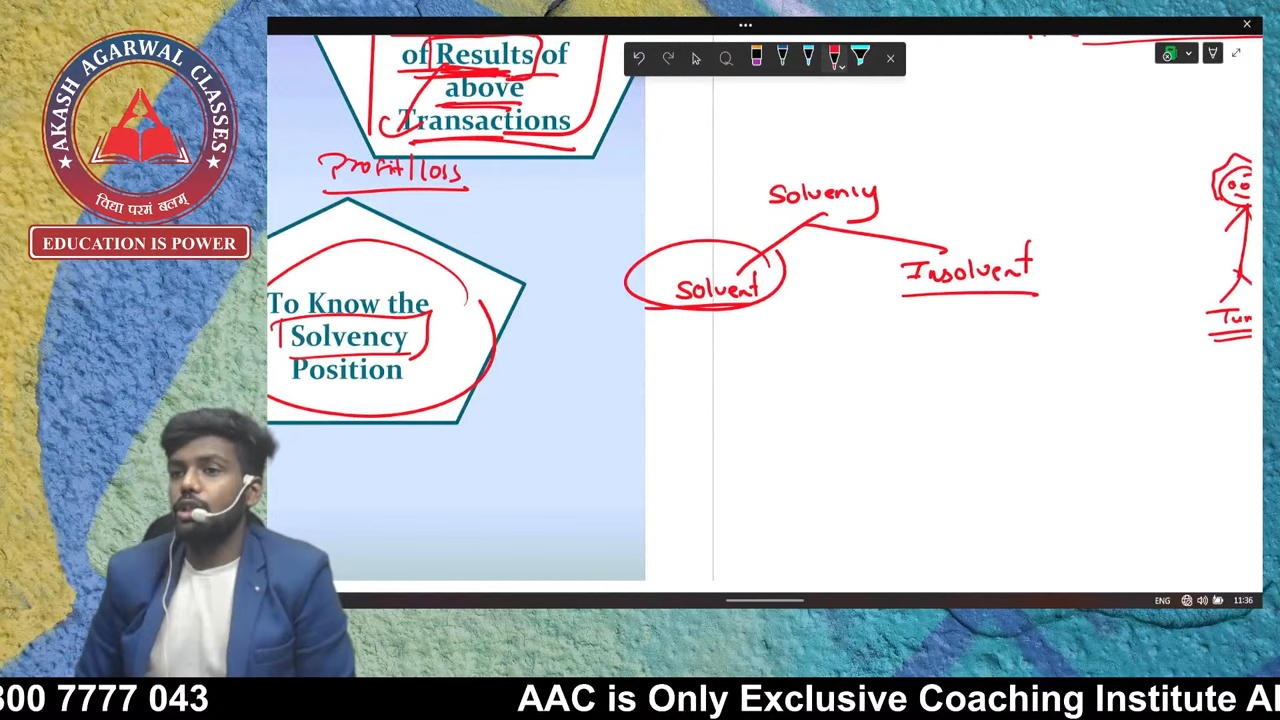 AKASH AGARWAL CLASSES
विद्या परमं बलम्
EDUCATION IS POWER
of Results of
above
Transactions
Profit/loss
To Know the
Solvency
Position
Solvency
Solvent
Insolvent
Tur
ENG
11:36
300 7777 043
AAC is Only Exclusive Coaching Institute Al